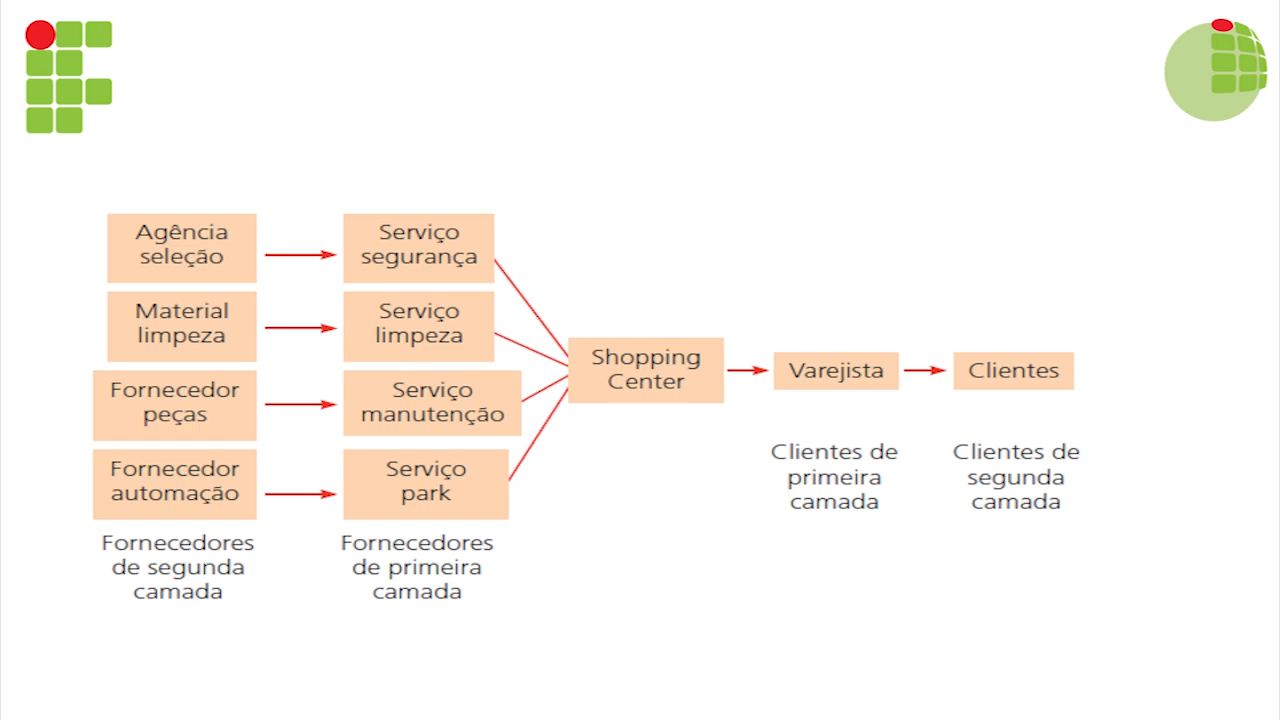 Agência
seleção
Serviço
segurança
Material
limpeza
Serviço
limpeza
Fornecedor
peças
Serviço
manutenção
Fornecedor
automação
Serviço
park
Shopping
Center
Varejista
Clientes
Clientes de
primeira
camada
Clientes de
segunda
camada
Fornecedores
de segunda
camada
Fornecedores
de primeira
camada